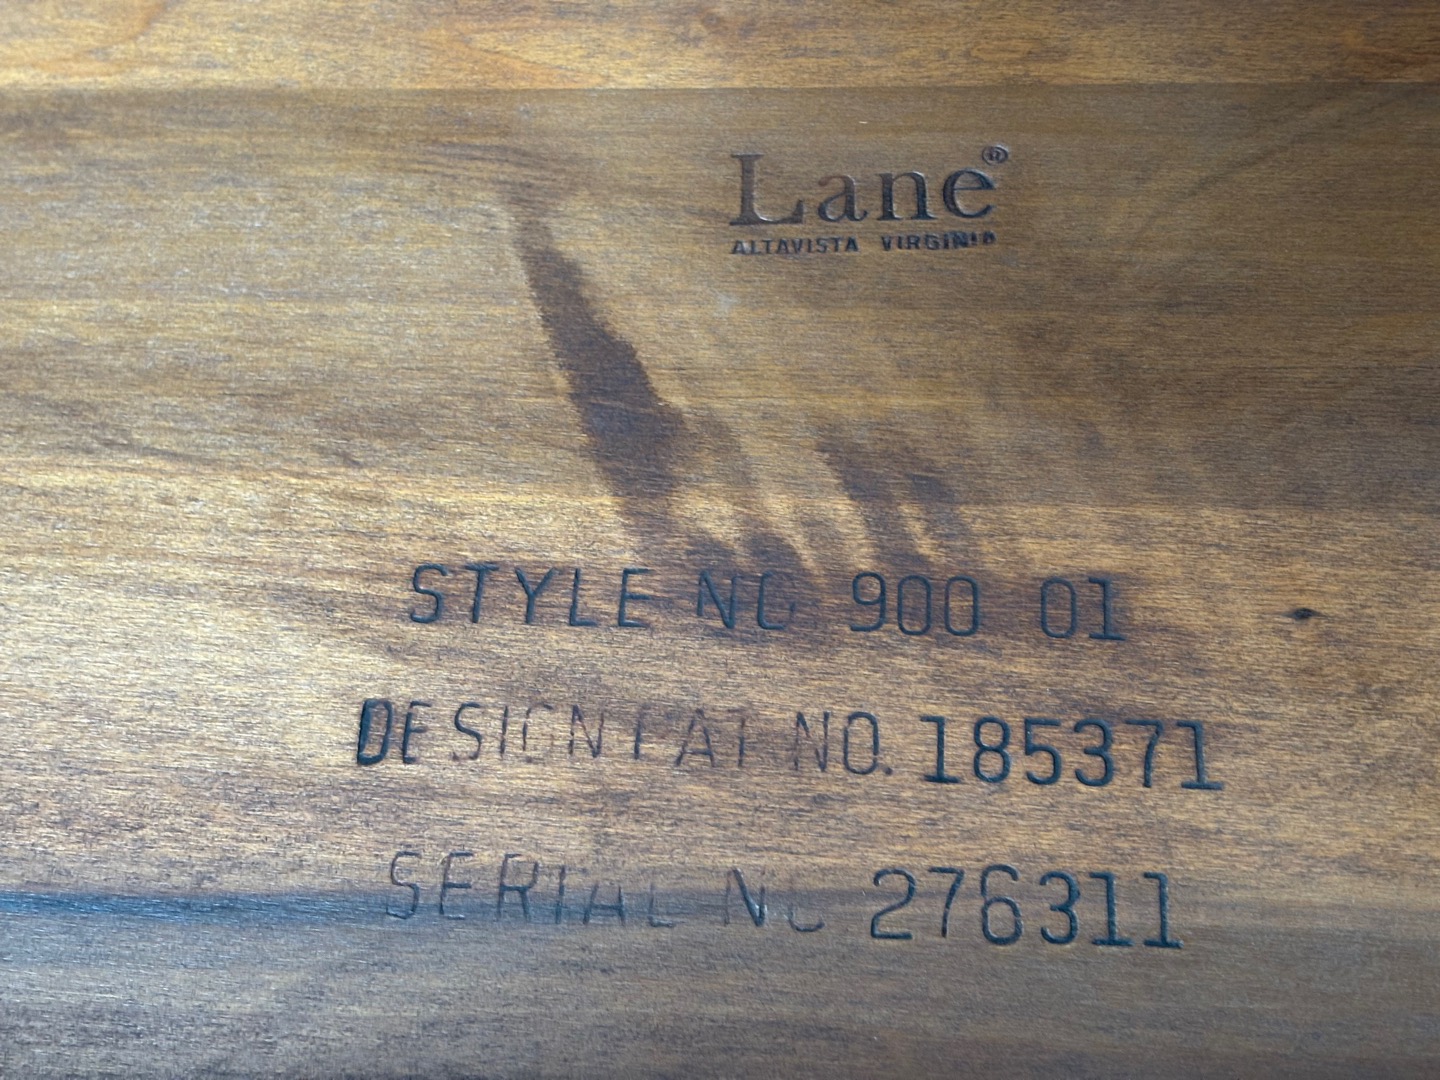 Lane®
ALTAVISTA VIRGINIA
STYLE NO 900 01
DESIGN PAT NO. 185371
SERIAL NO 276311